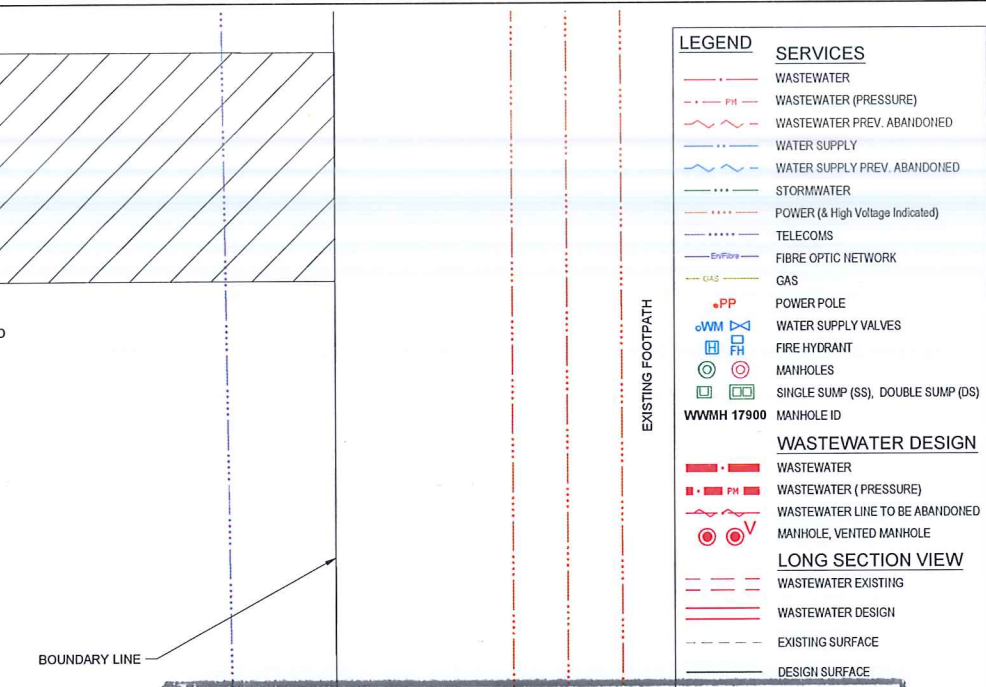 LEGEND
SERVICES
WASTEWATER
PM WASTEWATER (PRESSURE)
WASTEWATER PREV. ABANDONED
WATER SUPPLY
WATER SUPPLY PREV. ABANDONED
STORMWATER
POWER (& High Voltage Indicated)
TELECOMS
En/Fibre FIBRE OPTIC NETWORK
GAS GAS
PP POWER POLE
WM WATER SUPPLY VALVES
H FH FIRE HYDRANT
MANHOLES
SINGLE SUMP (SS), DOUBLE SUMP (DS)
WWMH 17900 MANHOLE ID
WASTEWATER DESIGN
WASTEWATER
PM WASTEWATER ( PRESSURE)
WASTEWATER LINE TO BE ABANDONED
V MANHOLE, VENTED MANHOLE
LONG SECTION VIEW
WASTEWATER EXISTING
WASTEWATER DESIGN
EXISTING SURFACE
DESIGN SURFACE
EXISTING FOOTPATH
BOUNDARY LINE